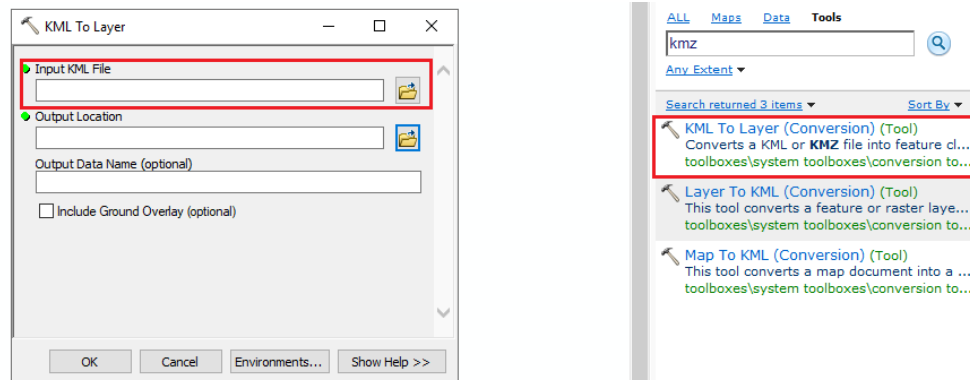 KML To Layer
Input KML File
Output Location
Output Data Name (optional)
Include Ground Overlay (optional)
OK Cancel Environments... Show Help >>
ALL Maps Data Tools
kmz
Any Extent
Search returned 3 items Sort By
KML To Layer (Conversion) (Tool)
Converts a KML or KMZ file into feature cl...
toolboxes\system toolboxes\conversion to...
Layer To KML (Conversion) (Tool)
This tool converts a feature or raster laye...
toolboxes\system toolboxes\conversion to...
Map To KML (Conversion) (Tool)
This tool converts a map document into a ...
toolboxes\system toolboxes\conversion to...